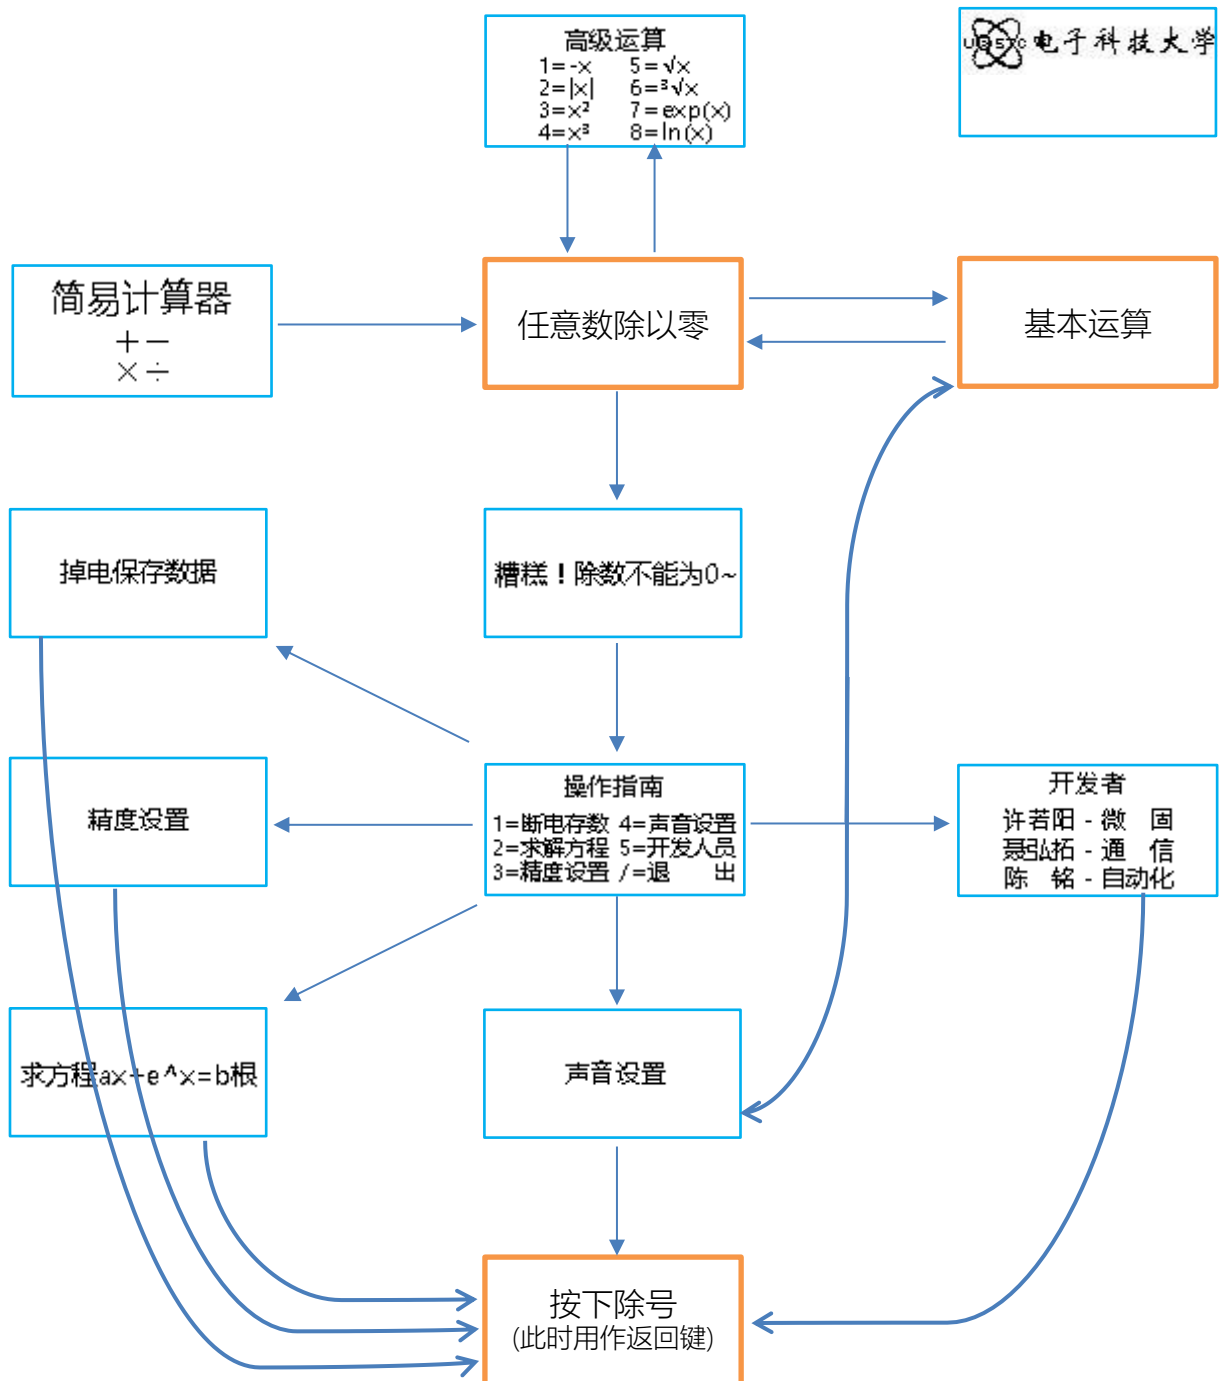 高级运算
1=-x 5=√x
2=|x| 6=³√x
3=x² 7=exp(x)
4=x³ 8=ln(x)
电子科技大学
简易计算器
+ -
× ÷
任意数除以零
基本运算
掉电保存数据
糟糕！除数不能为0~
精度设置
操作指南
1=断电存数 4=声音设置
2=求解方程 5=开发人员
3=精度设置 /=退 出
开发者
许若阳 - 微 固
聂弘拓 - 通 信
陈 铭 - 自动化
求方程ax+e^x=b根
声音设置
按下除号
(此时用作返回键)